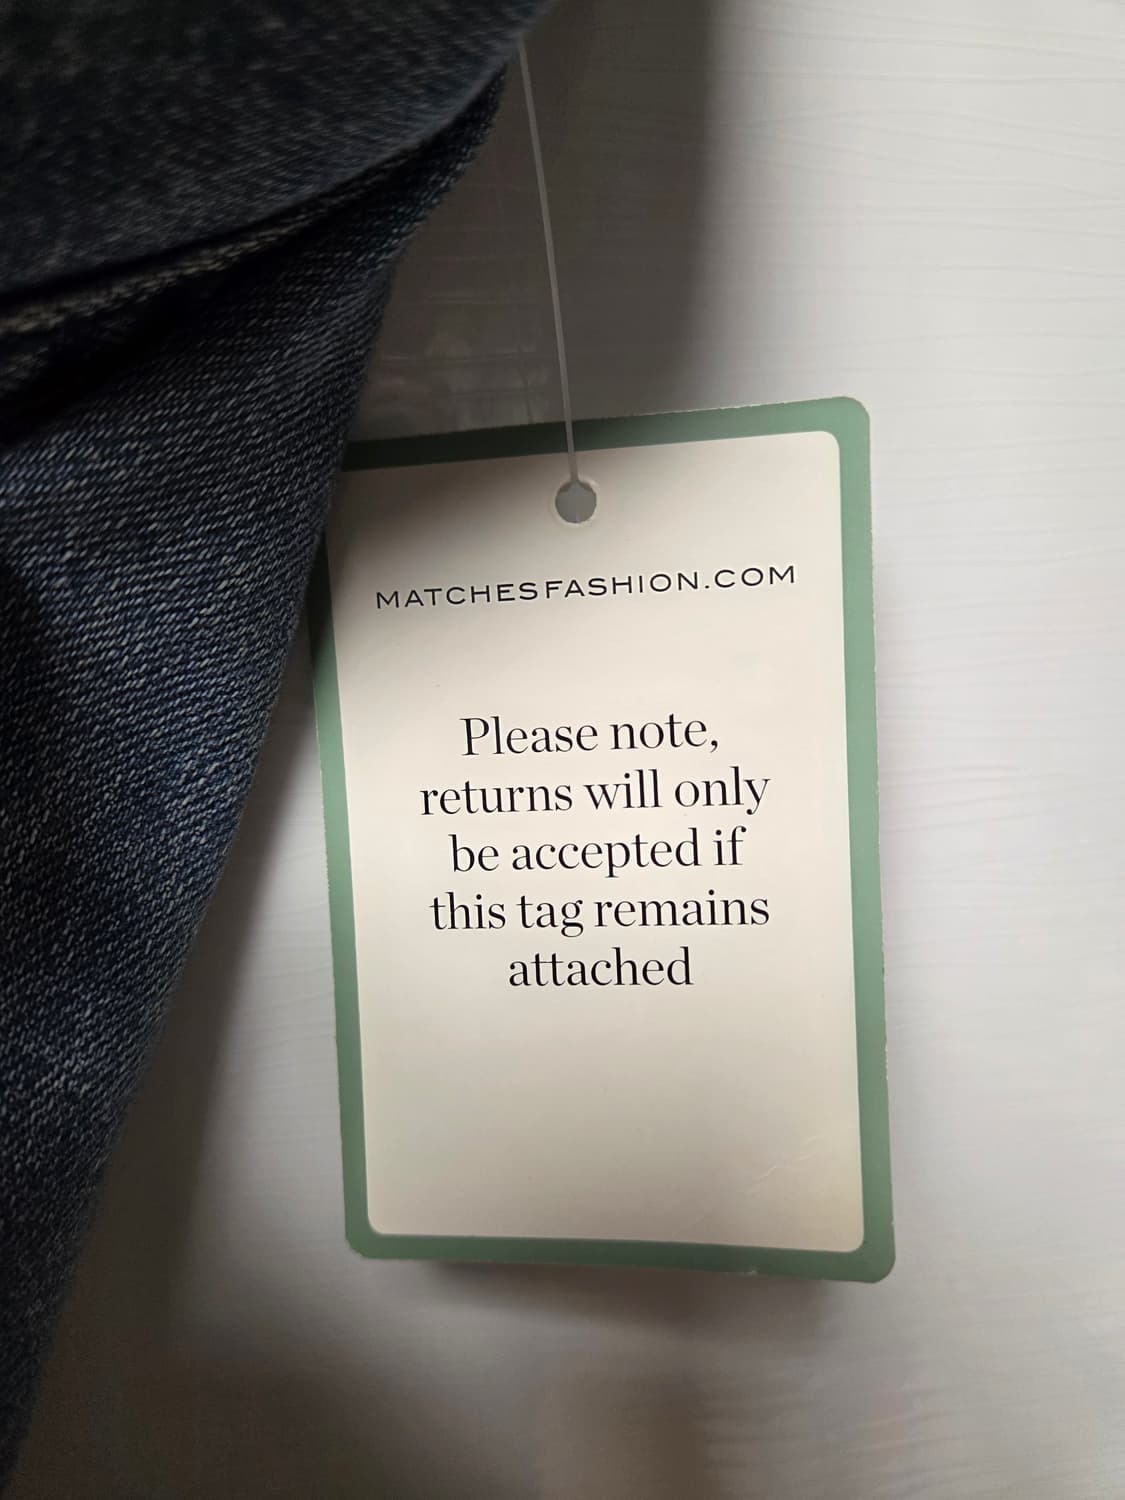 MATCHESFASHION.COM
Please note,
returns will only
be accepted if
this tag remains
attached